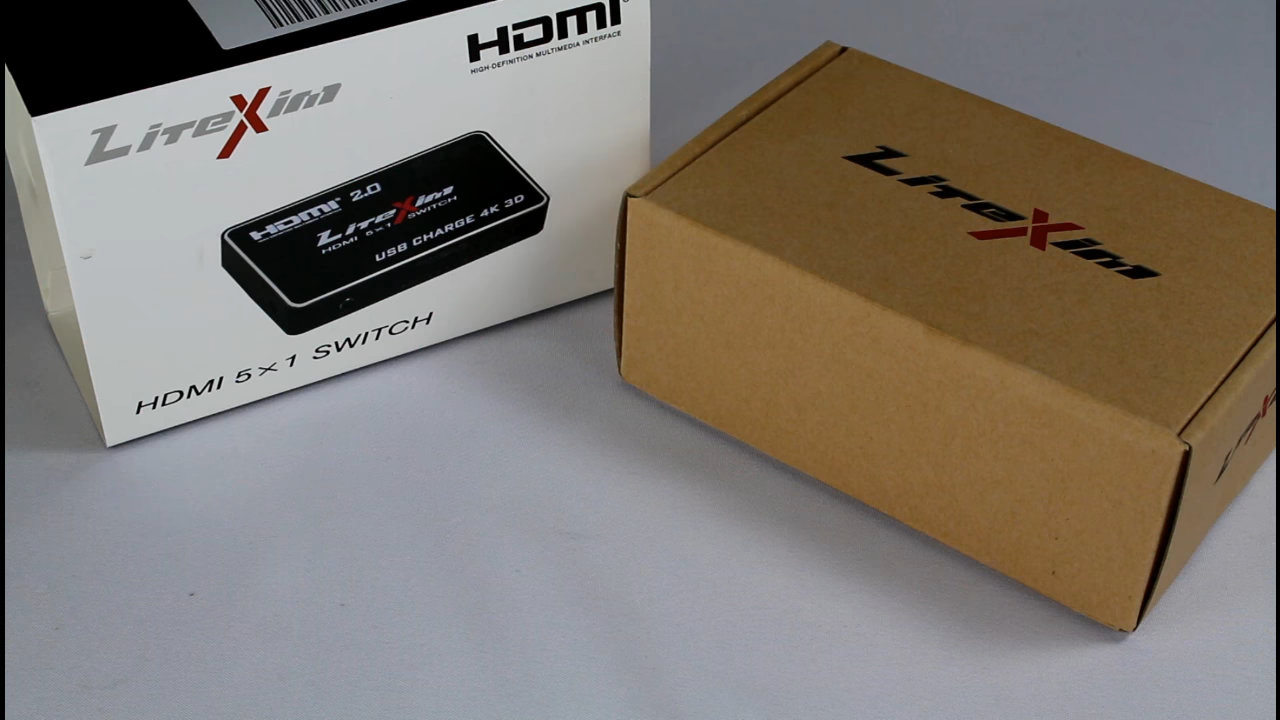 HDMI
HIGH-DEFINITION MULTIMEDIA INTERFACE
LiteXim
HDMI 2.0
LiteXim
HDMI 5×1 SWITCH
USB CHARGE 4K 3D
HDMI 5×1 SWITCH
LiteXim